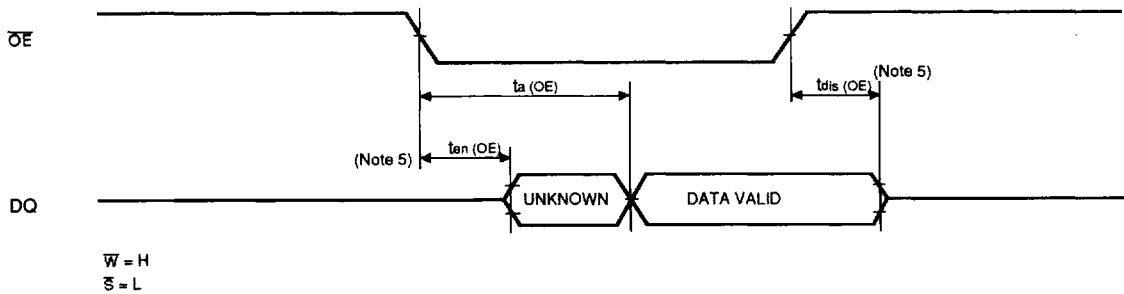 OE
(Note 5)
ta (OE)
tdis (OE)
(Note 5)
ten (OE)
DQ
UNKNOWN
DATA VALID
W = H
S = L